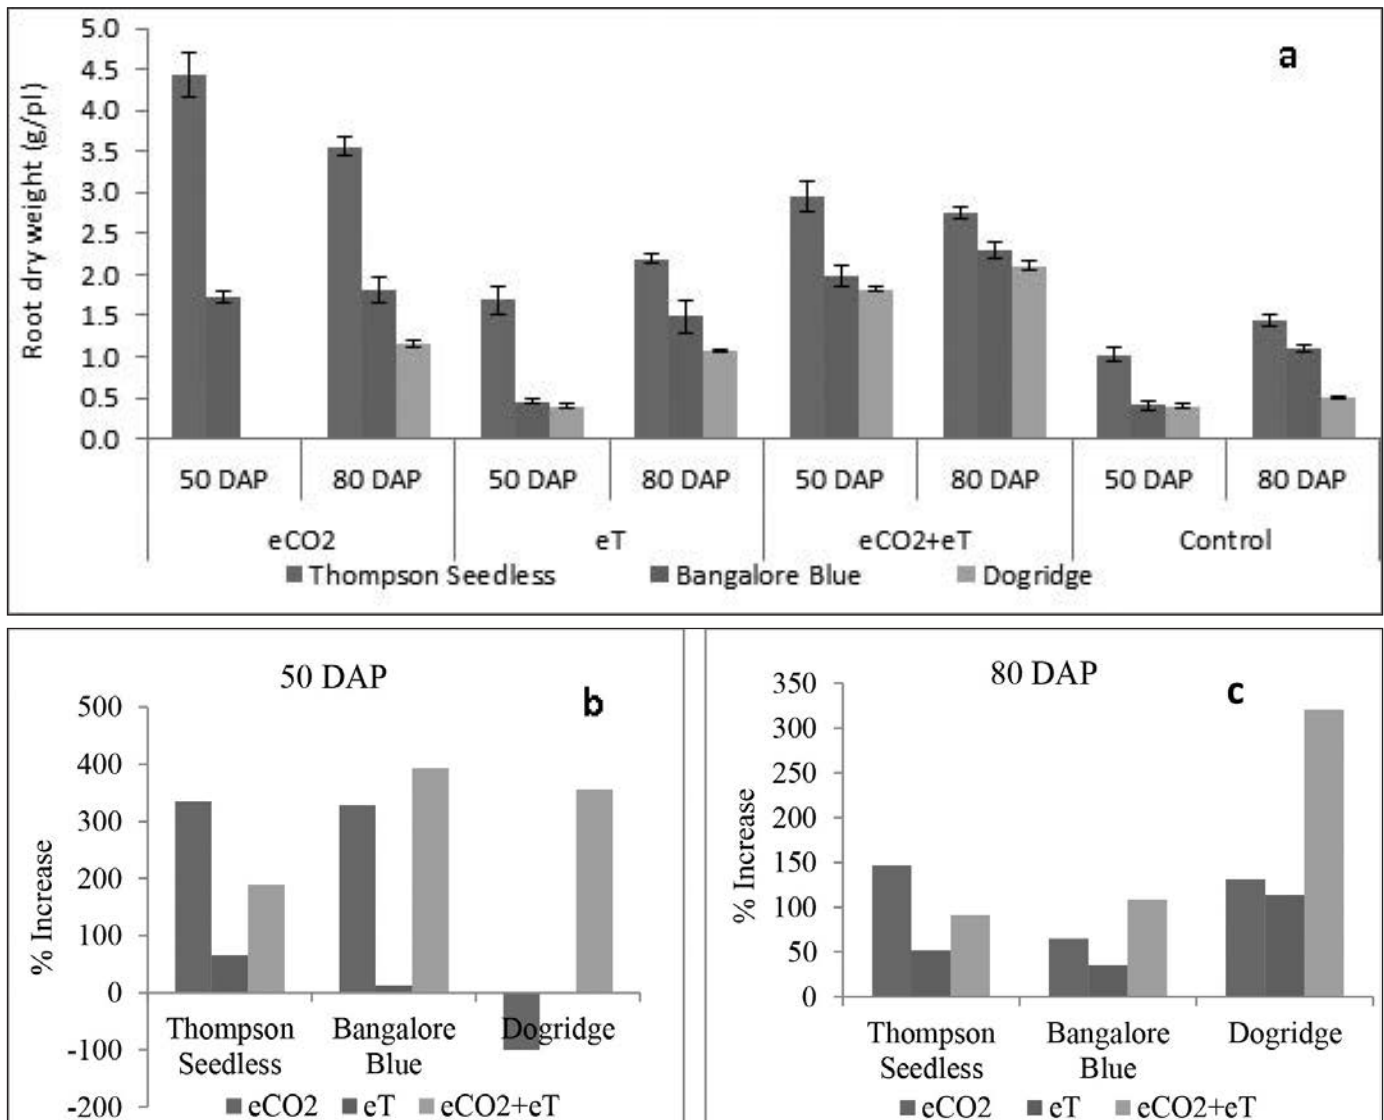 a
Root dry weight (g/pl)
5.0
4.5
4.0
3.5
3.0
2.5
2.0
1.5
1.0
0.5
0.0
50 DAP 80 DAP 50 DAP 80 DAP 50 DAP 80 DAP 50 DAP 80 DAP
eCO2 eT eCO2+eT Control
Thompson Seedless Bangalore Blue Dogridge
50 DAP
b
% Increase
500
400
300
200
100
0
-100
-200
Thompson Seedless
Bangalore Blue
Dogridge
eCO2 eT eCO2+eT
80 DAP
c
% Increase
350
300
250
200
150
100
50
0
Thompson Seedless
Bangalore Blue
Dogridge
eCO2 eT eCO2+eT